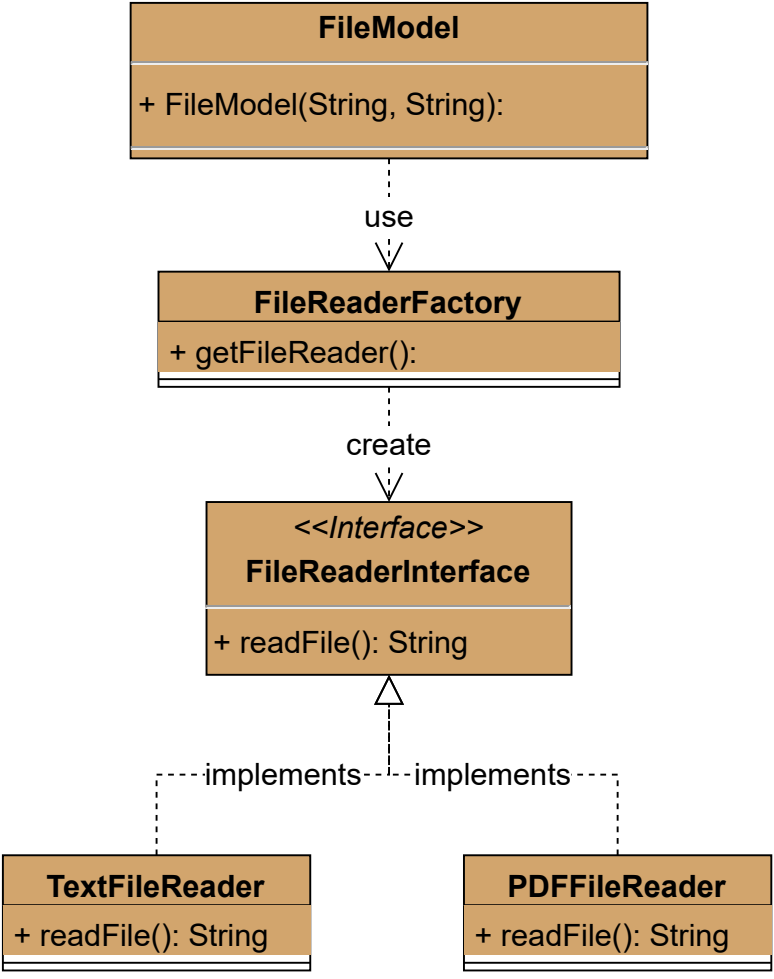 FileModel
+ FileModel(String, String):
use
FileReaderFactory
+ getFileReader():
create
<<Interface>>
FileReaderInterface
+ readFile(): String
implements
implements
TextFileReader
+ readFile(): String
PDFFileReader
+ readFile(): String